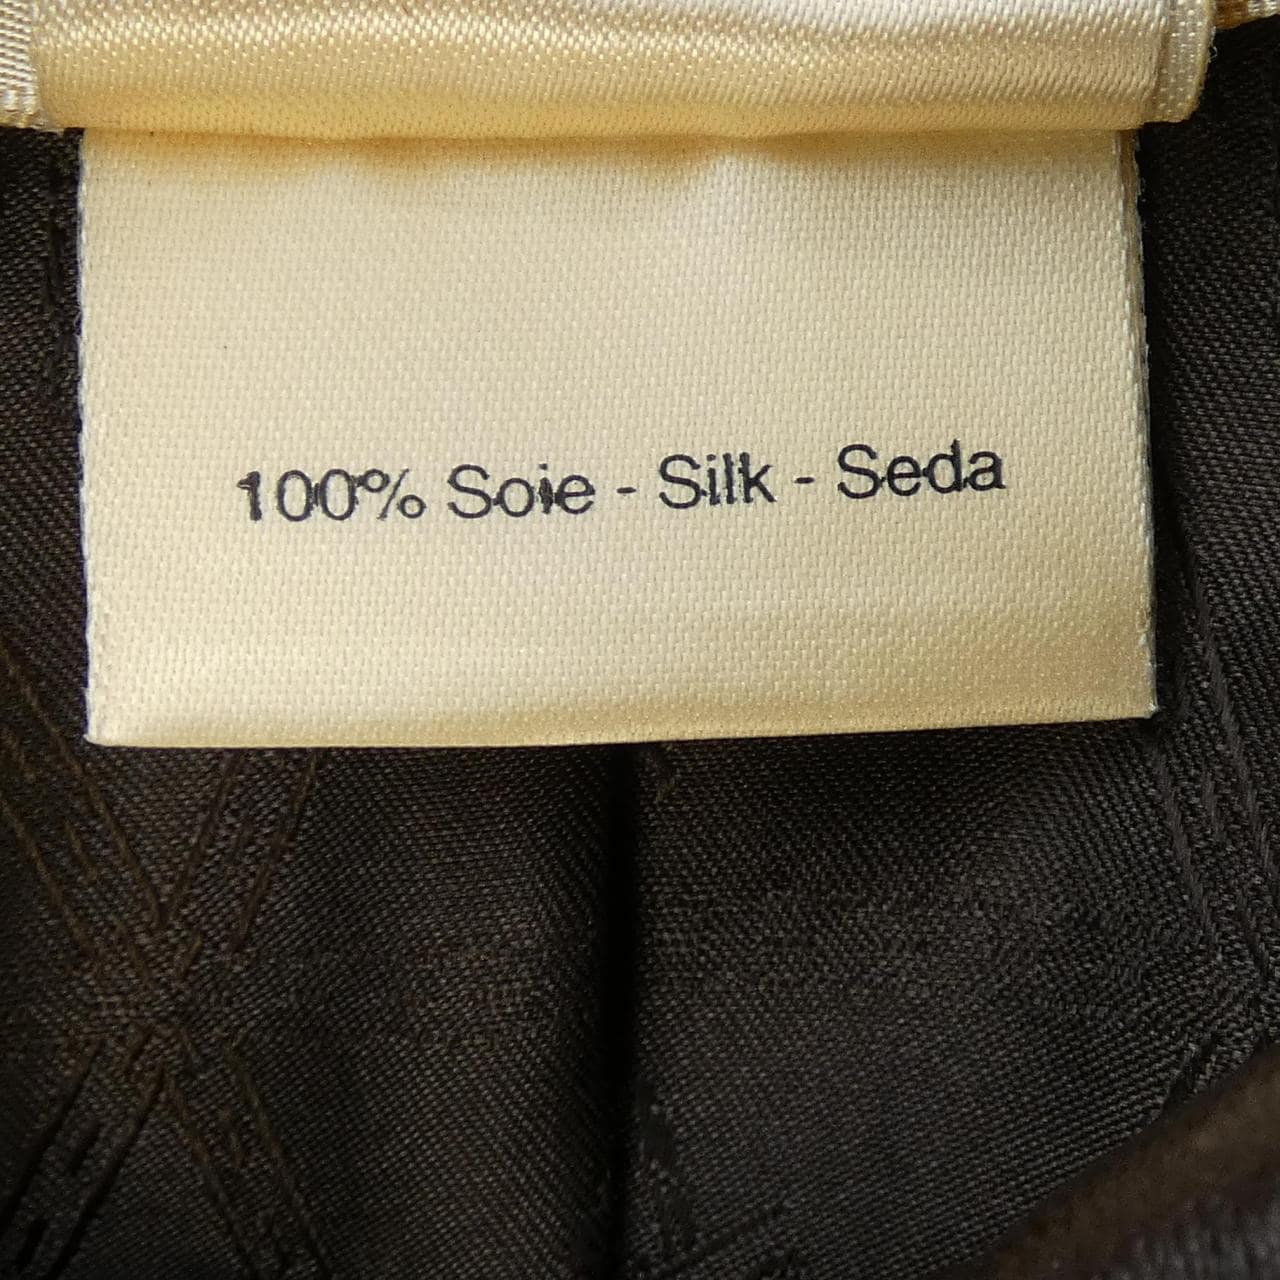 100% Soie - Silk - Seda